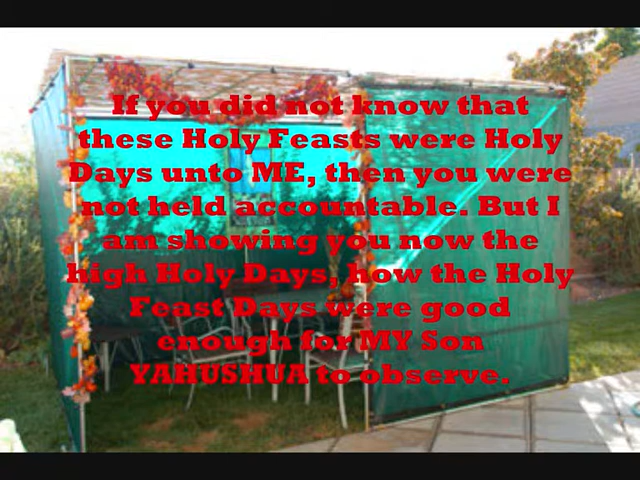 If you did not know that
these Holy Feasts were Holy
Days unto ME, then you were
not held accountable. But I
am showing you now the
high Holy Days, how the Holy
Feast Days were good
enough for MY Son
YAHUSHUA to observe.